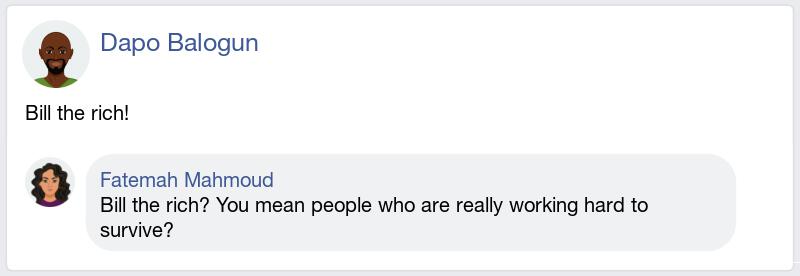 Dapo Balogun
Bill the rich!
Fatemah Mahmoud
Bill the rich? You mean people who are really working hard to
survive?